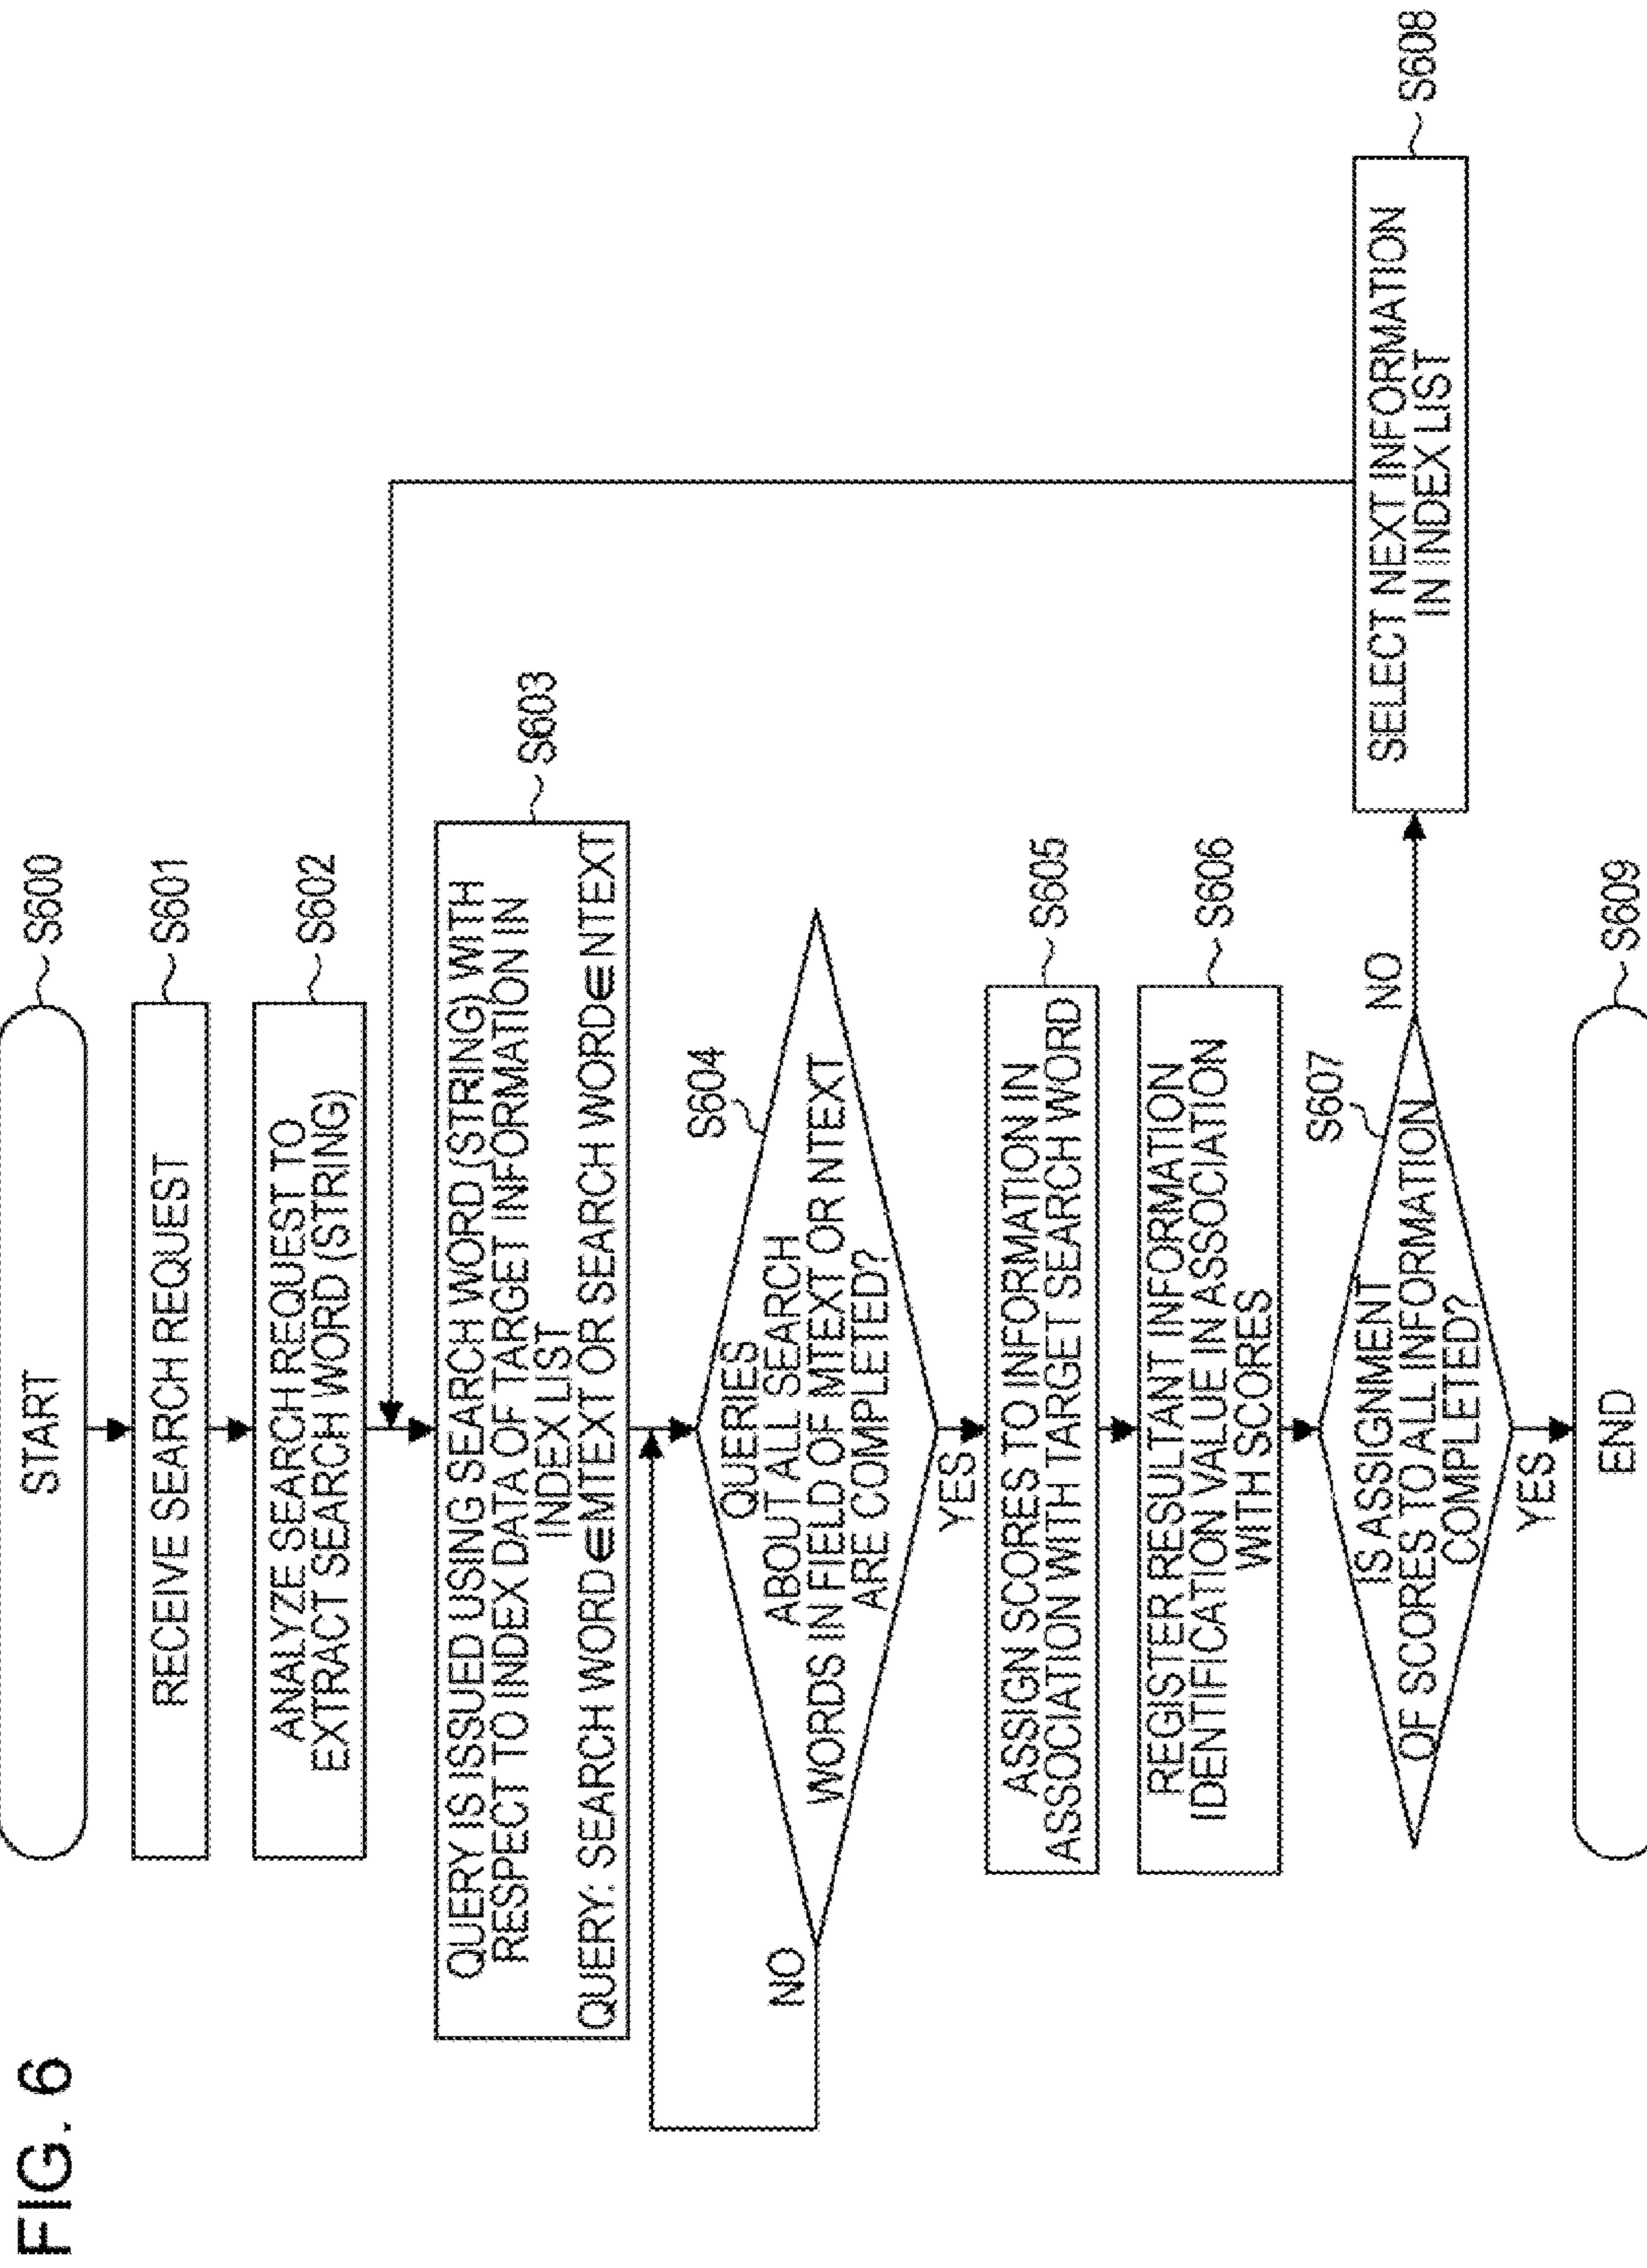 FIG. 6
START
S600
RECEIVE SEARCH REQUEST
S601
ANALYZE SEARCH REQUEST TO
EXTRACT SEARCH WORD (STRING)
S602
QUERY IS ISSUED USING SEARCH WORD (STRING) WITH
RESPECT TO INDEX DATA OF TARGET INFORMATION IN
INDEX LIST
QUERY: SEARCH WORD∈MTEXT OR SEARCH WORD∈NTEXT
S603
QUERIES
ABOUT ALL SEARCH
WORDS IN FIELD OF MTEXT OR NTEXT
ARE COMPLETED?
S604
NO
YES
ASSIGN SCORES TO INFORMATION IN
ASSOCIATION WITH TARGET SEARCH WORD
S605
REGISTER RESULTANT INFORMATION
IDENTIFICATION VALUE IN ASSOCIATION
WITH SCORES
S606
IS ASSIGNMENT
OF SCORES TO ALL INFORMATION
COMPLETED?
S607
NO
SELECT NEXT INFORMATION
IN INDEX LIST
S608
YES
END
S609